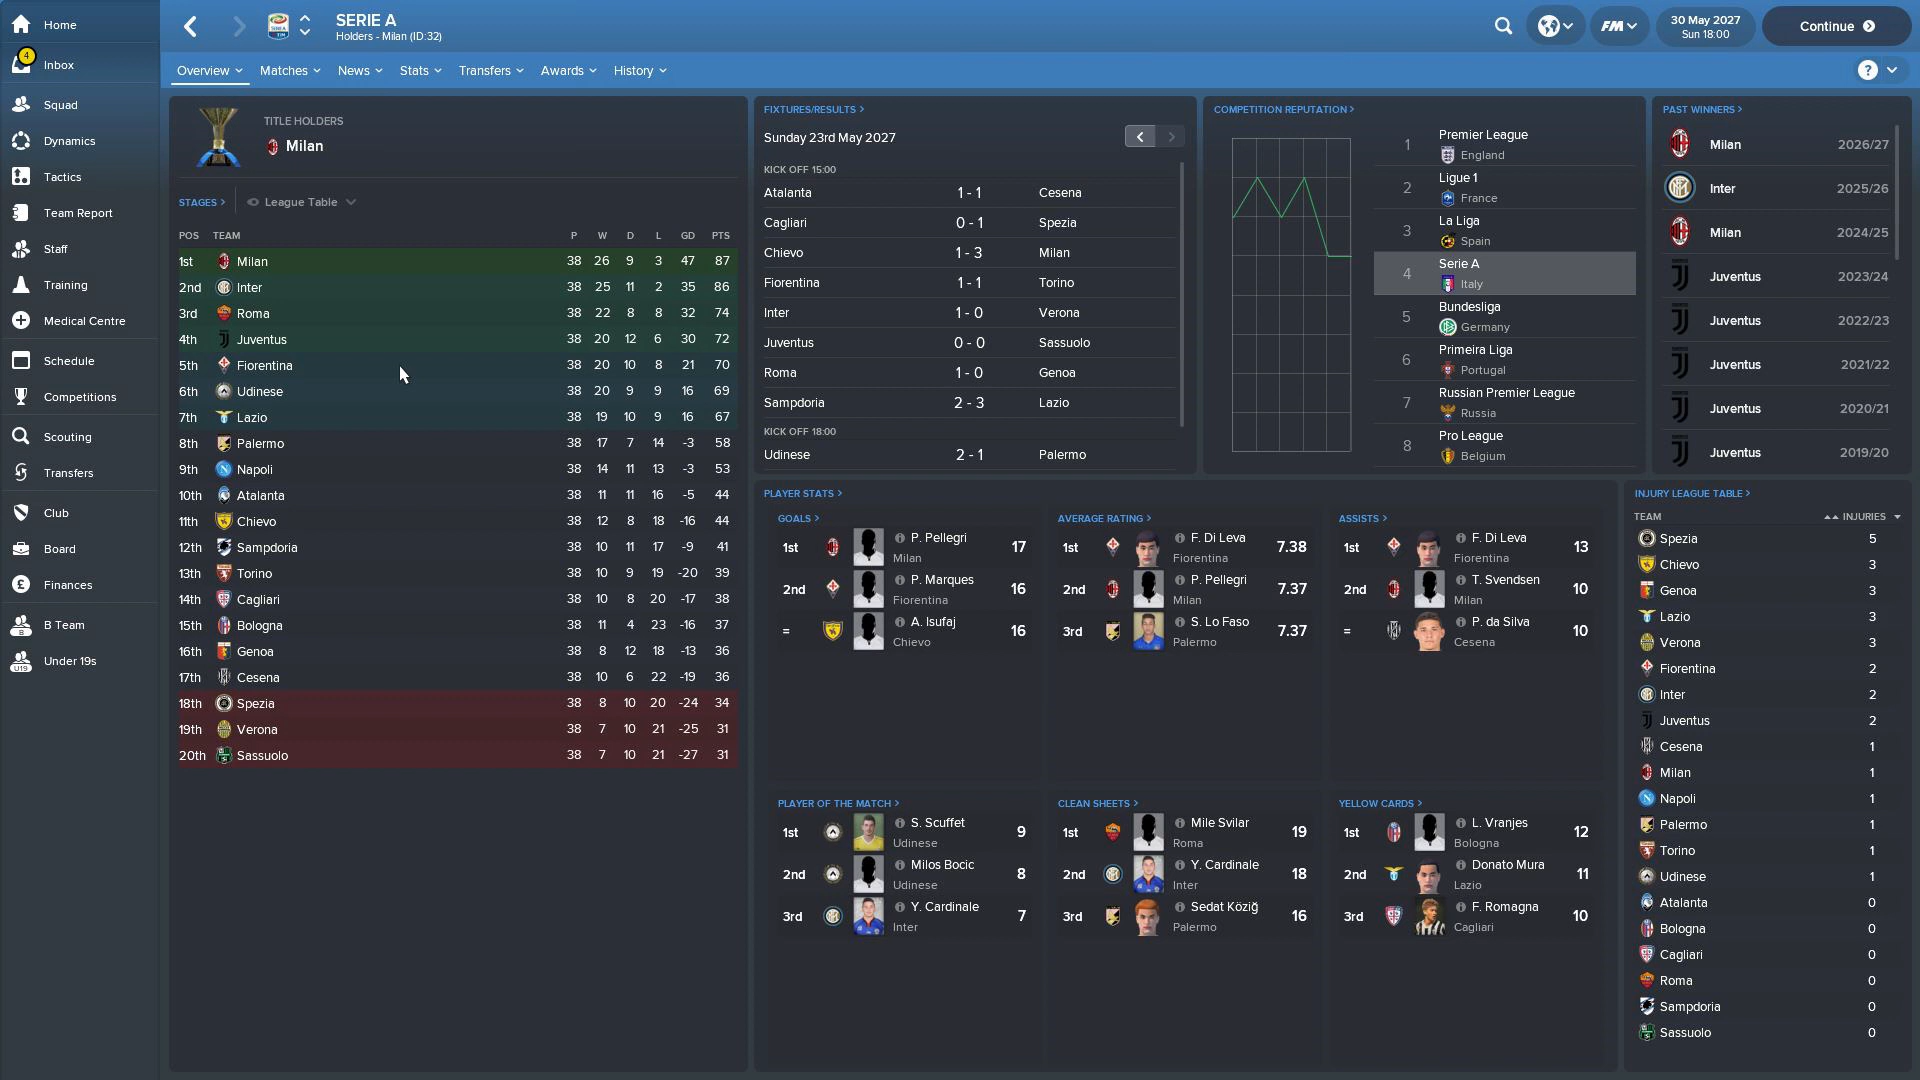 Home
4
Inbox
Squad
Dynamics
Tactics
Team Report
Staff
Training
Medical Centre
Schedule
Competitions
Scouting
Transfers
Club
Board
Finances
B Team
Under 19s
SERIE A
Holders - Milan (ID:32)
FM
30 May 2027
Sun 18:00
Continue
Overview Matches News Stats Transfers Awards History
?
TITLE HOLDERS
Milan
STAGES > League Table
POS TEAM P W D L GD PTS
1st Milan 38 26 9 3 47 87
2nd Inter 38 25 11 2 35 86
3rd Roma 38 22 8 8 32 74
4th Juventus 38 20 12 6 30 72
5th Fiorentina 38 20 10 8 21 70
6th Udinese 38 20 9 9 16 69
7th Lazio 38 19 10 9 16 67
8th Palermo 38 17 7 14 -3 58
9th Napoli 38 14 11 13 -3 53
10th Atalanta 38 11 11 16 -5 44
11th Chievo 38 12 8 18 -16 44
12th Sampdoria 38 10 11 17 -9 41
13th Torino 38 10 9 19 -20 39
14th Cagliari 38 10 8 20 -17 38
15th Bologna 38 11 4 23 -16 37
16th Genoa 38 8 12 18 -13 36
17th Cesena 38 10 6 22 -19 36
18th Spezia 38 8 10 20 -24 34
19th Verona 38 7 10 21 -25 31
20th Sassuolo 38 7 10 21 -27 31
FIXTURES/RESULTS >
Sunday 23rd May 2027
KICK OFF 15:00
Atalanta 1 - 1 Cesena
Cagliari 0 - 1 Spezia
Chievo 1 - 3 Milan
Fiorentina 1 - 1 Torino
Inter 1 - 0 Verona
Juventus 0 - 0 Sassuolo
Roma 1 - 0 Genoa
Sampdoria 2 - 3 Lazio
KICK OFF 18:00
Udinese 2 - 1 Palermo
COMPETITION REPUTATION >
1 Premier League
England
2 Ligue 1
France
3 La Liga
Spain
4 Serie A
Italy
5 Bundesliga
Germany
6 Primeira Liga
Portugal
7 Russian Premier League
Russia
8 Pro League
Belgium
PAST WINNERS >
Milan 2026/27
Inter 2025/26
Milan 2024/25
Juventus 2023/24
Juventus 2022/23
Juventus 2021/22
Juventus 2020/21
Juventus 2019/20
PLAYER STATS >
GOALS >
1st P. Pellegri 17
Milan
2nd P. Marques 16
Fiorentina
= A. Isufaj 16
Chievo
AVERAGE RATING >
1st F. Di Leva 7.38
Fiorentina
2nd P. Pellegri 7.37
Milan
3rd S. Lo Faso 7.37
Palermo
ASSISTS >
1st F. Di Leva 13
Fiorentina
2nd T. Svendsen 10
Milan
= P. da Silva 10
Cesena
PLAYER OF THE MATCH >
1st S. Scuffet 9
Udinese
2nd Milos Bocic 8
Udinese
3rd Y. Cardinale 7
Inter
CLEAN SHEETS >
1st Mile Svilar 19
Roma
2nd Y. Cardinale 18
Inter
3rd Sedat Köziğ 16
Palermo
YELLOW CARDS >
1st L. Vranjes 12
Bologna
2nd Donato Mura 11
Lazio
3rd F. Romagna 10
Cagliari
INJURY LEAGUE TABLE >
TEAM INJURIES
Spezia 5
Chievo 3
Genoa 3
Lazio 3
Verona 3
Fiorentina 2
Inter 2
Juventus 2
Cesena 1
Milan 1
Napoli 1
Palermo 1
Torino 1
Udinese 1
Atalanta 0
Bologna 0
Cagliari 0
Roma 0
Sampdoria 0
Sassuolo 0